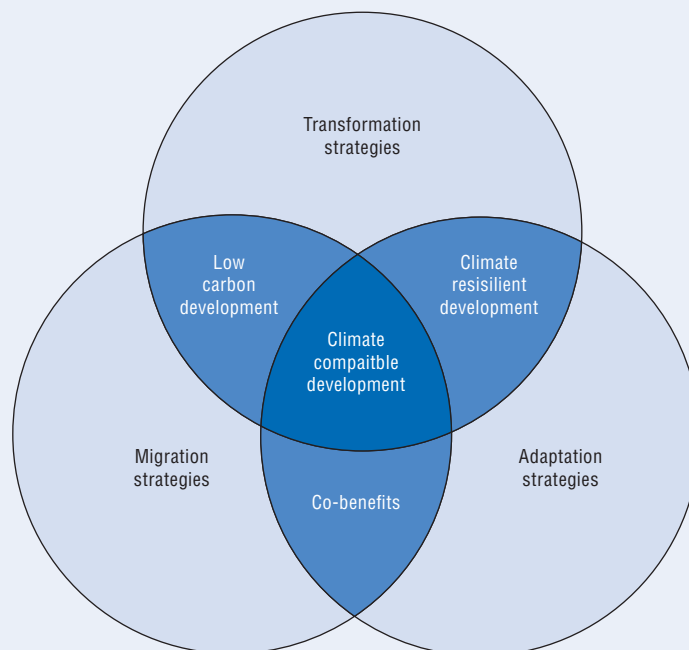 Transformation
strategies
Low
carbon
development
Climate
resisilient
development
Climate
compaitble
development
Migration
strategies
Adaptation
strategies
Co-benefits